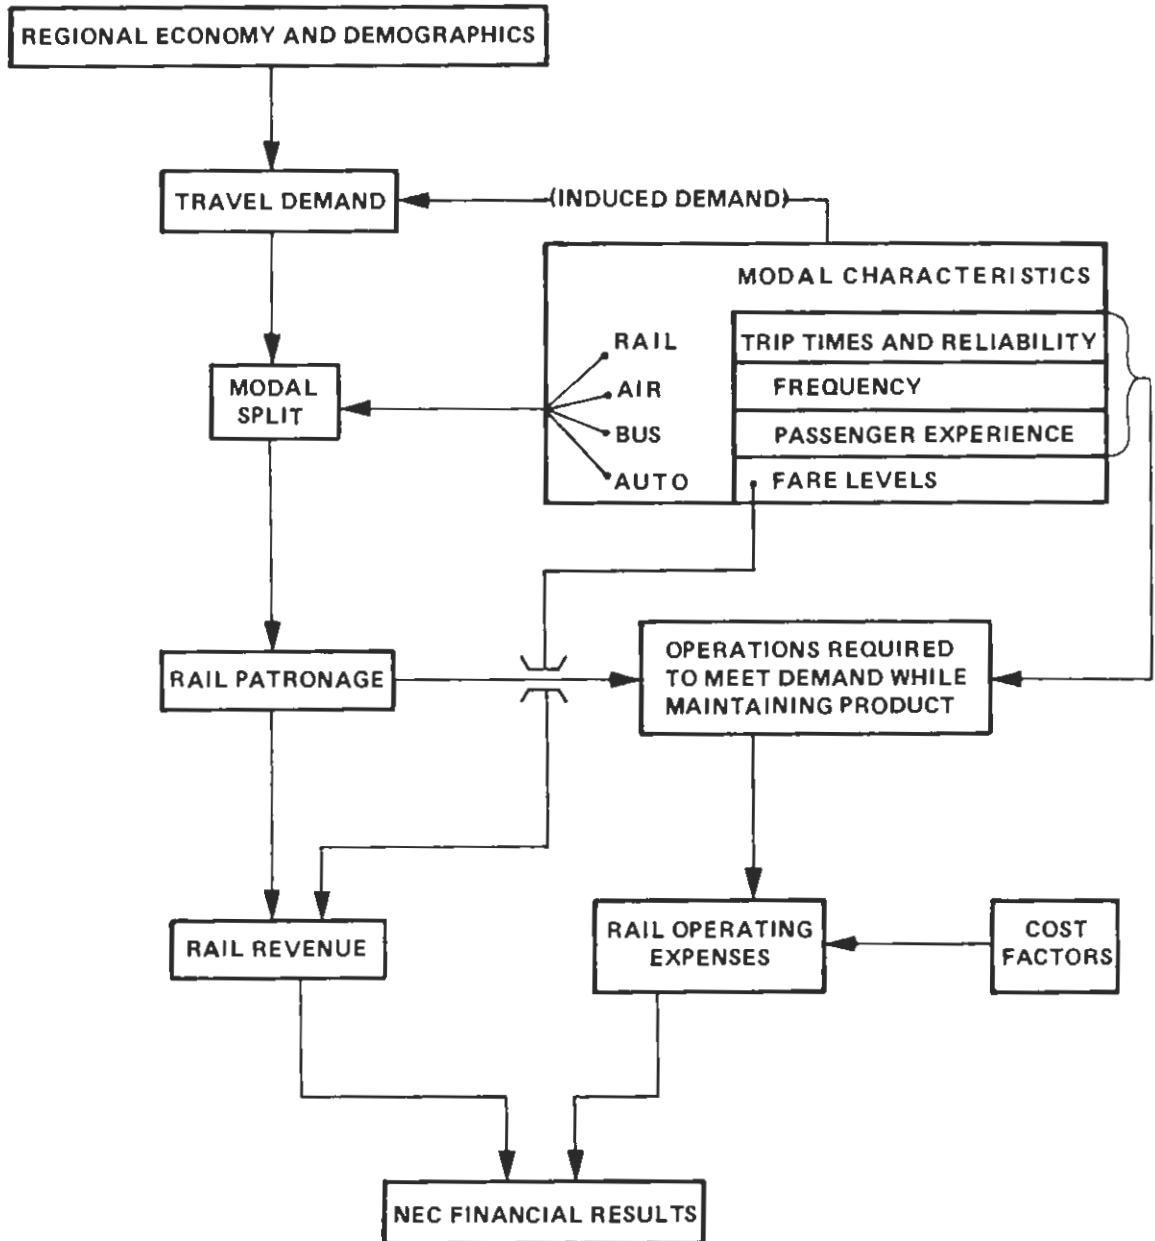 REGIONAL ECONOMY AND DEMOGRAPHICS
TRAVEL DEMAND
(INDUCED DEMAND)
MODAL CHARACTERISTICS
RAIL
AIR
BUS
AUTO
TRIP TIMES AND RELIABILITY
FREQUENCY
PASSENGER EXPERIENCE
FARE LEVELS
MODAL
SPLIT
RAIL PATRONAGE
OPERATIONS REQUIRED
TO MEET DEMAND WHILE
MAINTAINING PRODUCT
RAIL REVENUE
RAIL OPERATING
EXPENSES
COST
FACTORS
NEC FINANCIAL RESULTS